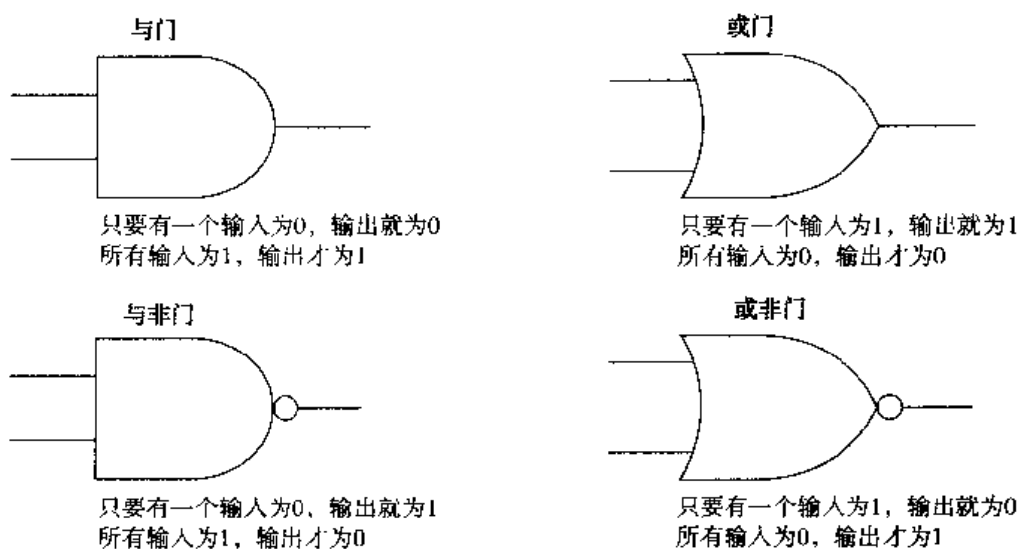 与门
只要有一个输入为0，输出就为0
所有输入为1，输出才为1
或门
只要有一个输入为1，输出就为1
所有输入为0，输出才为0
与非门
只要有一个输入为0，输出就为1
所有输入为1，输出才为0
或非门
只要有一个输入为1，输出就为0
所有输入为0，输出才为1